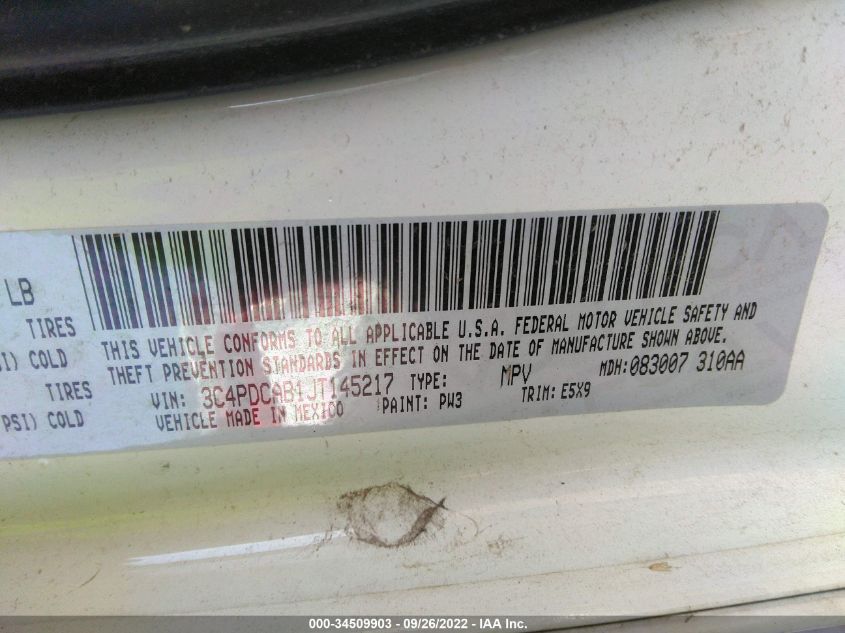 LB
TIRES
SI) COLD
TIRES
PSI) COLD
THIS VEHICLE CONFORMS TO ALL APPLICABLE U.S.A. FEDERAL MOTOR VEHICLE SAFETY AND
THEFT PREVENTION STANDARDS IN EFFECT ON THE DATE OF MANUFACTURE SHOWN ABOVE.
VIN: 3C4PDCAB1JT145217 TYPE: MPV MDH:083007 310AA
VEHICLE MADE IN MEXICO PAINT: PW3 TRIM: E5X9
000-34509903 - 09/26/2022 - IAA Inc.